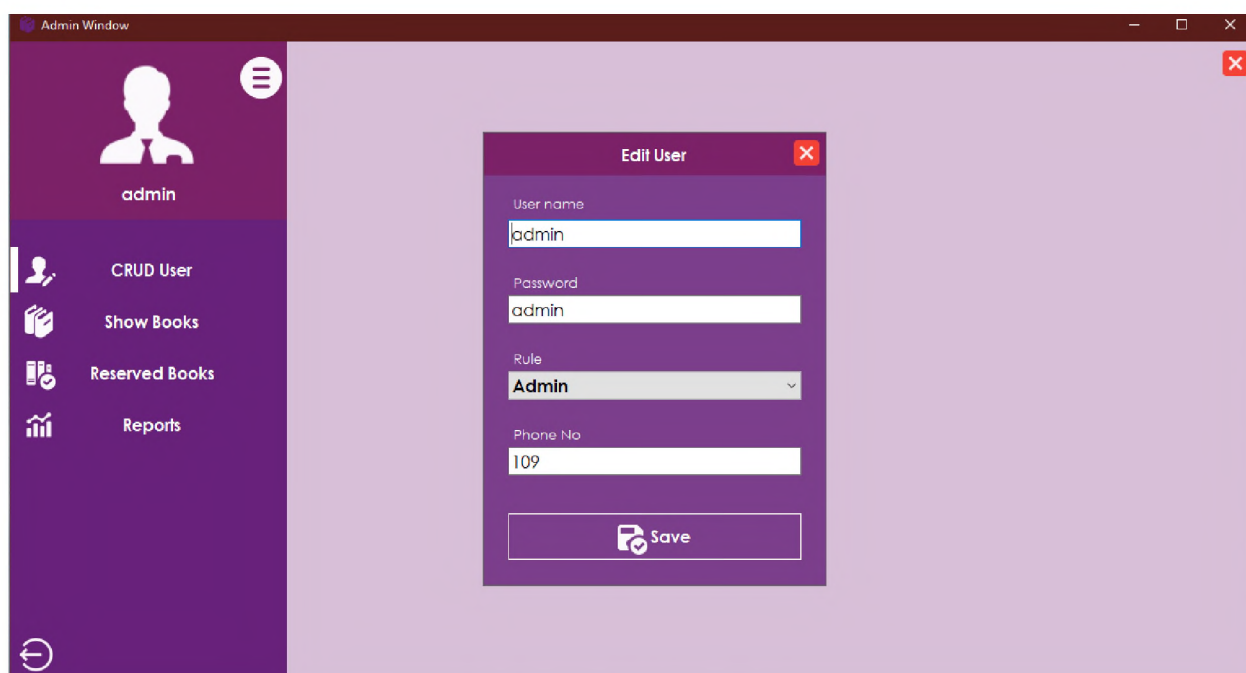 Admin Window
admin
CRUD User
Show Books
Reserved Books
Reports
Edit User
User name
admin
Password
admin
Rule
Admin
Phone No
109
Save